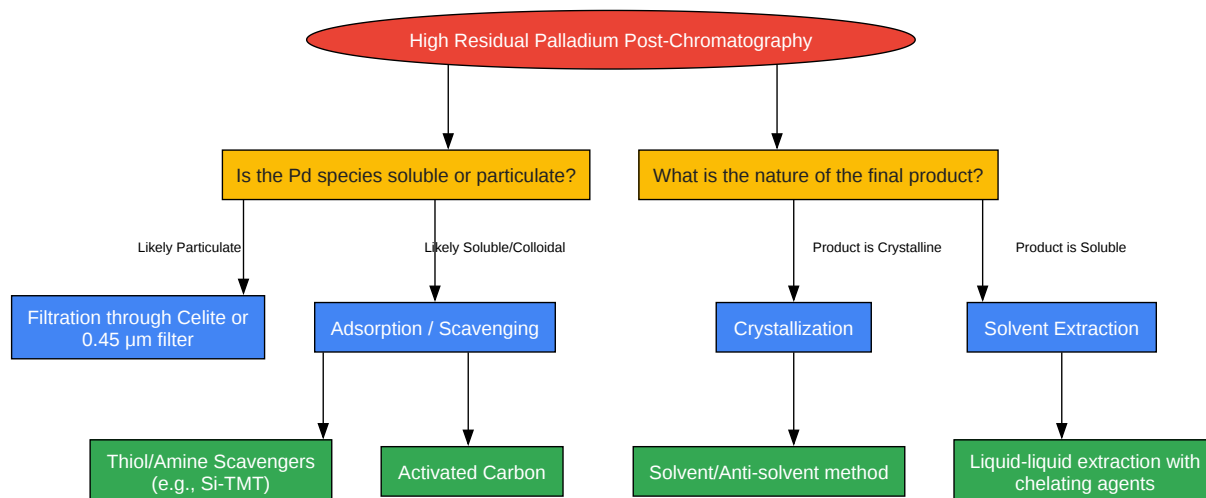 High Residual Palladium Post-Chromatography
Is the Pd species soluble or particulate?
What is the nature of the final product?
Likely Particulate
Likely Soluble/Colloidal
Product is Crystalline
Product is Soluble
Filtration through Celite or
0.45 μm filter
Adsorption / Scavenging
Crystallization
Solvent Extraction
Thiol/Amine Scavengers
(e.g., Si-TMT)
Activated Carbon
Solvent/Anti-solvent method
Liquid-liquid extraction with
chelating agents